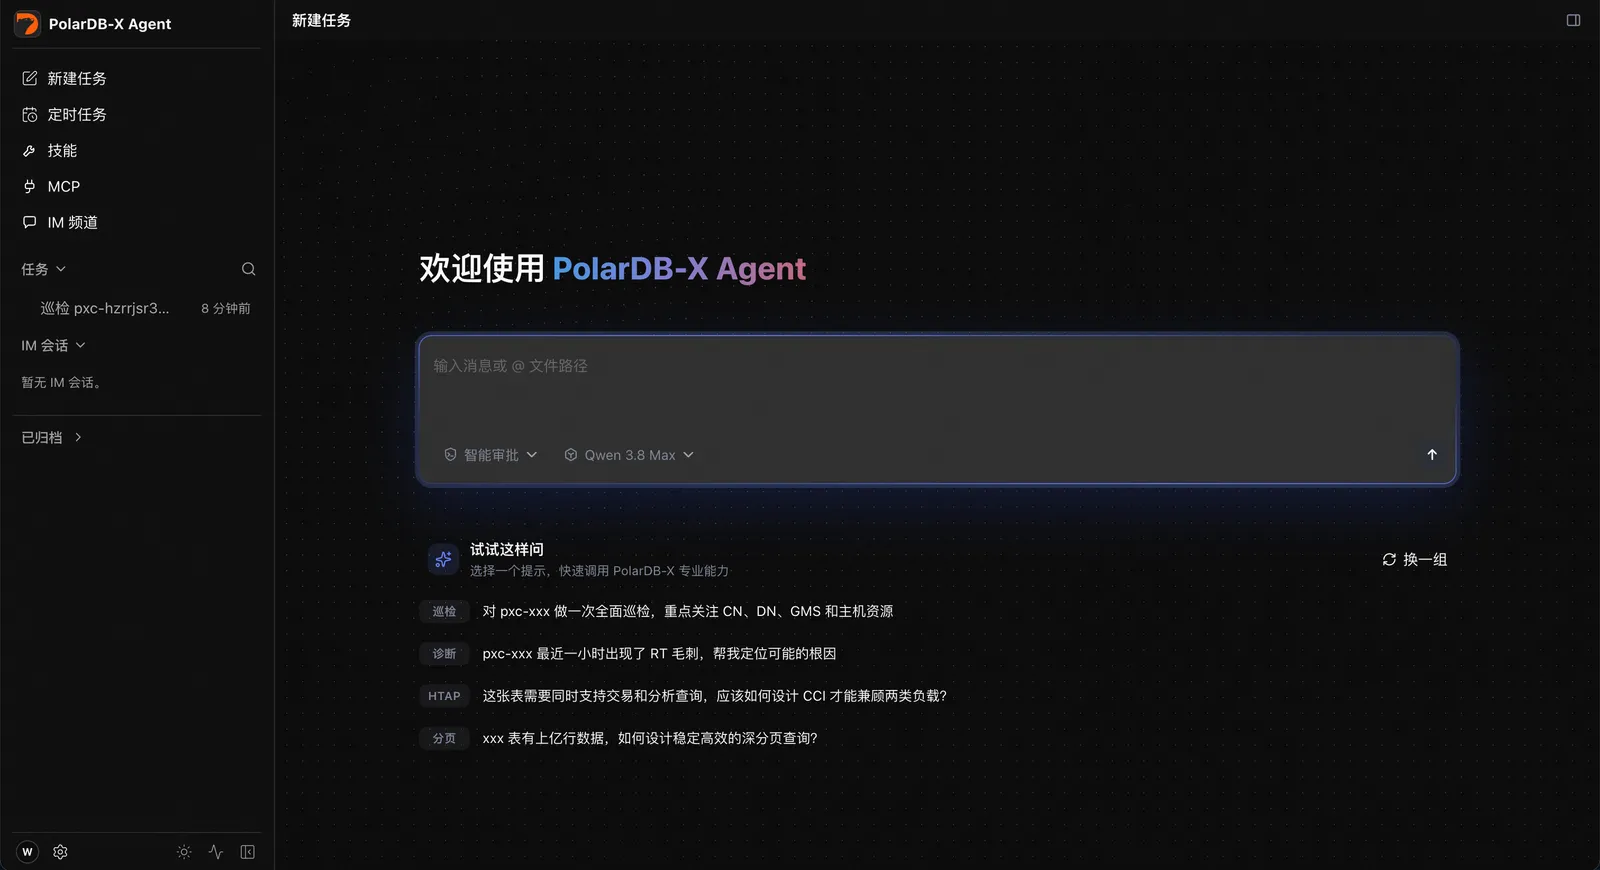 PolarDB-X Agent
新建任务
定时任务
技能
MCP
IM 频道
任务
巡检 pxc-hzrrjsr3...
8 分钟前
IM 会话
暂无 IM 会话。
已归档
W
新建任务
欢迎使用 PolarDB-X Agent
输入消息或 @ 文件路径
智能审批
Qwen 3.8 Max
试试这样问
选择一个提示，快速调用 PolarDB-X 专业能力
换一组
巡检 对 pxc-xxx 做一次全面巡检，重点关注 CN、DN、GMS 和主机资源
诊断 pxc-xxx 最近一小时出现了 RT 毛刺，帮我定位可能的根因
HTAP 这张表需要同时支持交易和分析查询，应该如何设计 CCI 才能兼顾两类负载？
分页 xxx 表有上亿行数据，如何设计稳定高效的深分页查询？